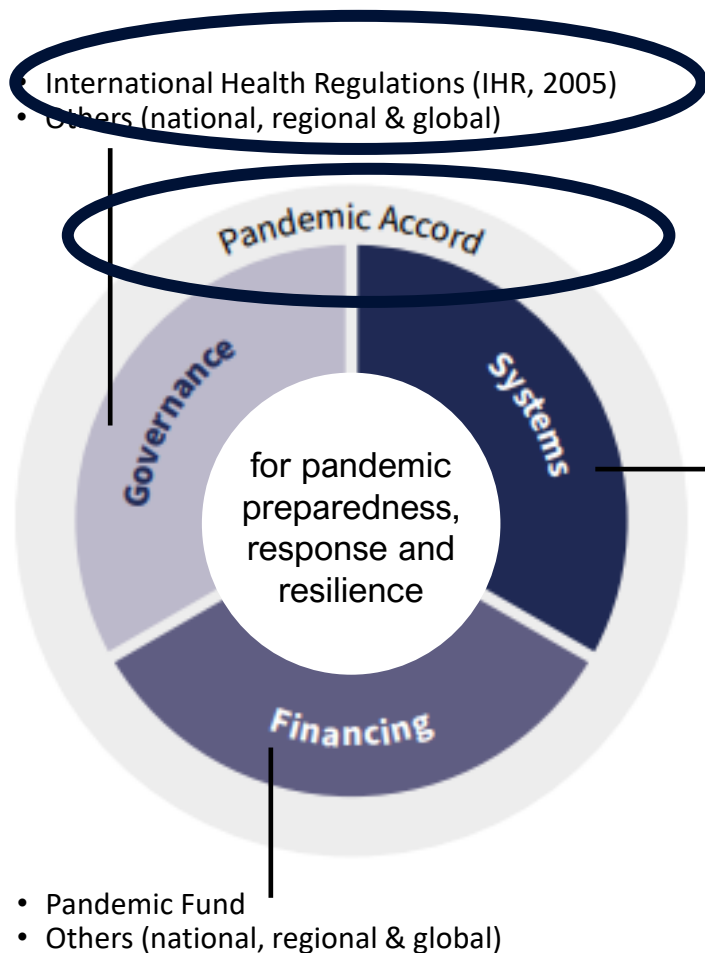 • International Health Regulations (IHR, 2005)
• Others (national, regional & global)
Pandemic Accord
Governance
Systems
for pandemic
preparedness,
response and
resilience
Financing
• Pandemic Fund
• Others (national, regional & global)